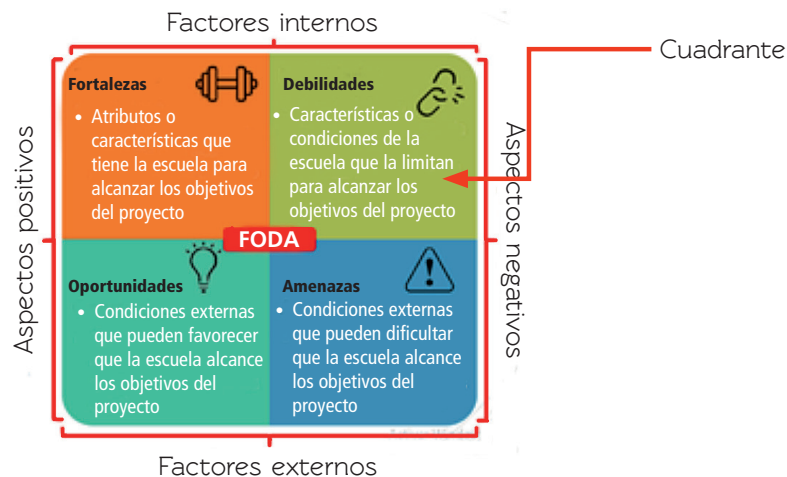 Factores internos
Cuadrante
Aspectos positivos
Fortalezas
• Atributos o
características que
tiene la escuela para
alcanzar los objetivos
del proyecto
Debilidades
• Características o
condiciones de la
escuela que la limitan
para alcanzar los
objetivos del proyecto
Aspectos negativos
FODA
Oportunidades
• Condiciones externas
que pueden favorecer
que la escuela alcance
los objetivos del
proyecto
Amenazas
• Condiciones externas
que pueden dificultar
que la escuela alcance
los objetivos del
proyecto
Factores externos